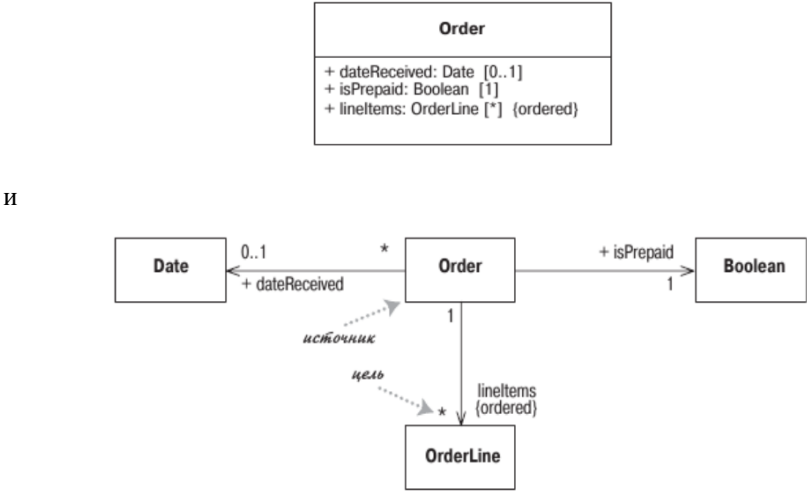 Order
+ dateReceived: Date [0..1]
+ isPrepaid: Boolean [1]
+ lineItems: OrderLine [*] {ordered}
и
Date
0..1
+ dateReceived
*
Order
+ isPrepaid
1
Boolean
источник
1
цель
*
lineItems
{ordered}
OrderLine